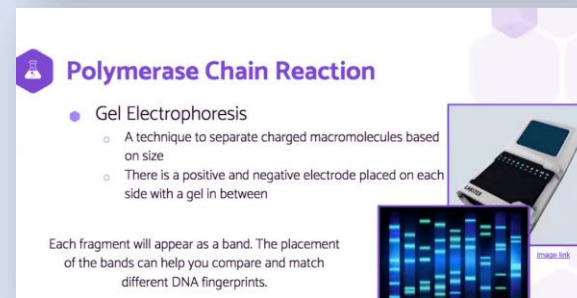 Polymerase Chain Reaction
Gel Electrophoresis
A technique to separate charged macromolecules based
on size
There is a positive and negative electrode placed on each
side with a gel in between
Each fragment will appear as a band. The placement
of the bands can help you compare and match
different DNA fingerprints.
LABSTER
image link